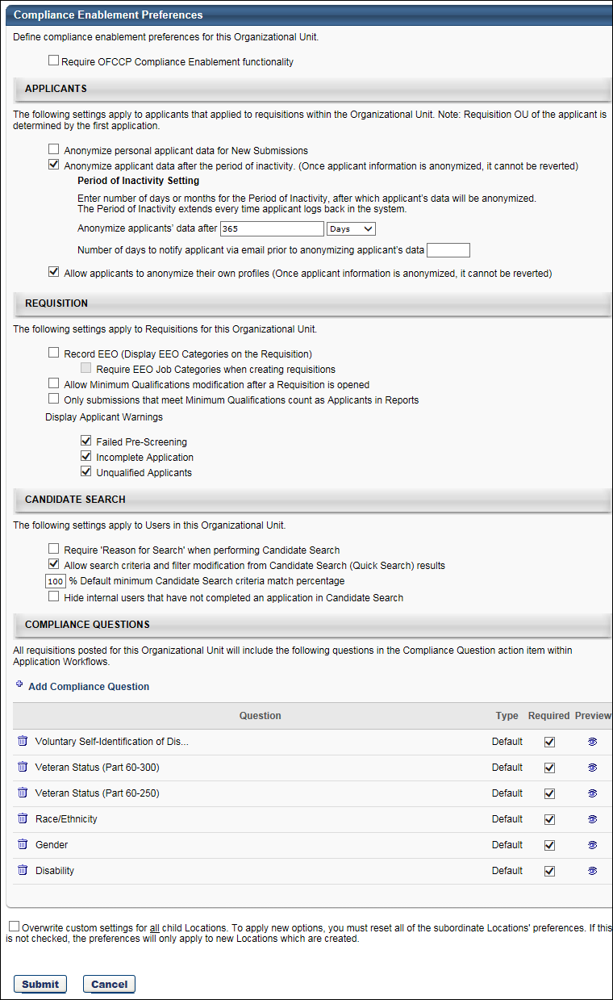 Compliance Enablement Preferences
Define compliance enablement preferences for this Organizational Unit.
Require OFCCP Compliance Enablement functionality
APPLICANTS
The following settings apply to applicants that applied to requisitions within the Organizational Unit. Note: Requisition OU of the applicant is
determined by the first application.
Anonymize personal applicant data for New Submissions
Anonymize applicant data after the period of inactivity. (Once applicant information is anonymized, it cannot be reverted)
Period of Inactivity Setting
Enter number of days or months for the Period of Inactivity, after which applicant's data will be anonymized.
The Period of Inactivity extends every time applicant logs back in the system.
Anonymize applicants' data after 365 Days
Number of days to notify applicant via email prior to anonymizing applicant's data
Allow applicants to anonymize their own profiles (Once applicant information is anonymized, it cannot be reverted)
REQUISITION
The following settings apply to Requisitions for this Organizational Unit.
Record EEO (Display EEO Categories on the Requisition)
Require EEO Job Categories when creating requisitions
Allow Minimum Qualifications modification after a Requisition is opened
Only submissions that meet Minimum Qualifications count as Applicants in Reports
Display Applicant Warnings
Failed Pre-Screening
Incomplete Application
Unqualified Applicants
CANDIDATE SEARCH
The following settings apply to Users in this Organizational Unit.
Require 'Reason for Search' when performing Candidate Search
Allow search criteria and filter modification from Candidate Search (Quick Search) results
100 % Default minimum Candidate Search criteria match percentage
Hide internal users that have not completed an application in Candidate Search
COMPLIANCE QUESTIONS
All requisitions posted for this Organizational Unit will include the following questions in the Compliance Question action item within
Application Workflows.
Add Compliance Question
Question Type Required Preview
Voluntary Self-Identification of Dis... Default
Veteran Status (Part 60-300) Default
Veteran Status (Part 60-250) Default
Race/Ethnicity Default
Gender Default
Disability Default
Overwrite custom settings for all child Locations. To apply new options, you must reset all of the subordinate Locations' preferences. If this
is not checked, the preferences will only apply to new Locations which are created.
Submit Cancel